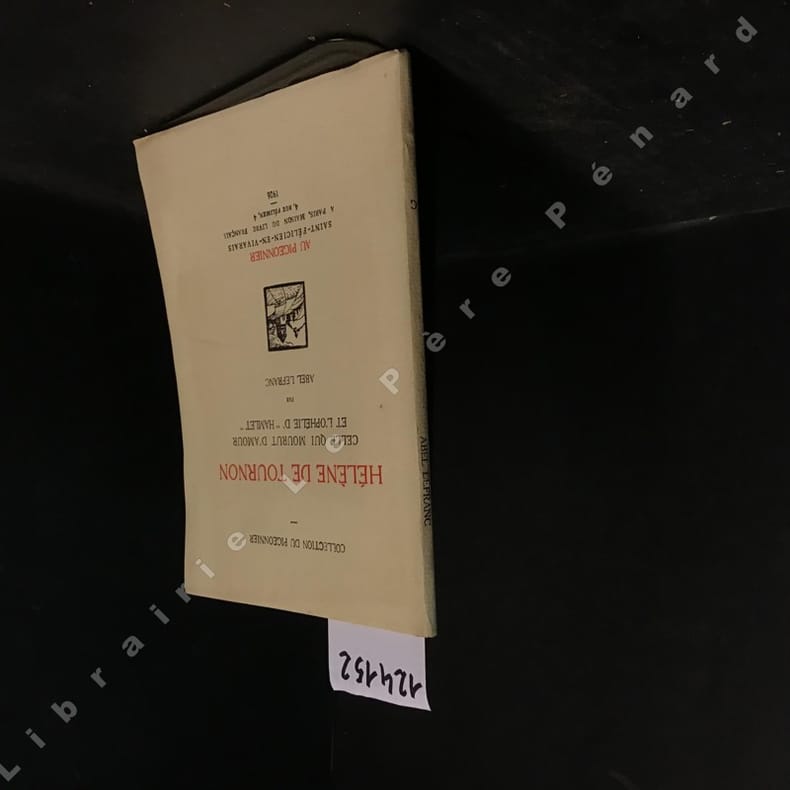 COLLECTION DU PIGEONNIER
HÉLÈNE DE TOURNON
CELLE QUI MOURUT D'AMOUR
ET L'OPHÉLIE D' " HAMLET "
PAR
ABEL LEFRANC
AU PIGEONNIER
SAINT-FÉLICIEN-EN-VIVARAIS
A PARIS, MAISON DU LIVRE FRANÇAIS
4, RUE FÉLIBIEN, 4
1926
ABEL LEFRANC
124152
Librairie Le Père Pénard